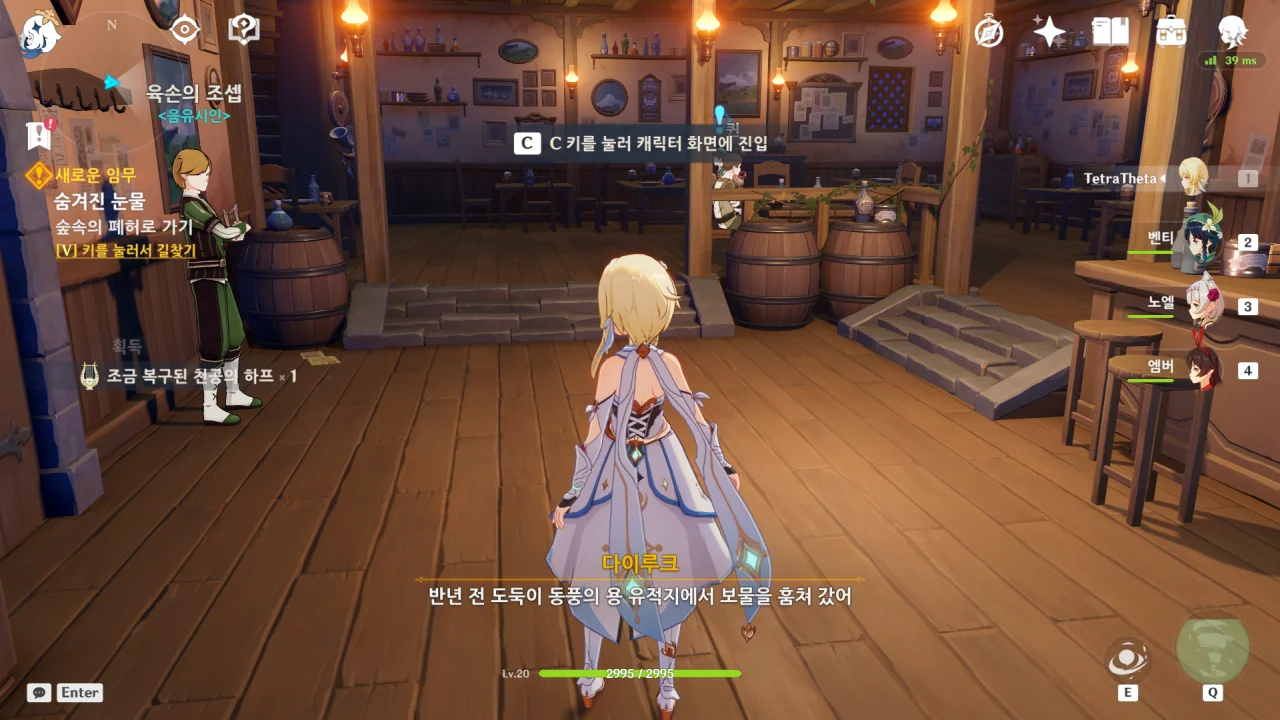 N
39 ms
육손의 조셉
<음유시인>
C C 키를 눌러 캐릭터 화면에 진입
새로운 임무
숨겨진 눈물
숲속의 폐허로 가기
[V] 키를 눌러서 길찾기
TetraTheta 1
벤티 2
노엘 3
엠버 4
획득
조금 복구된 천공의 하프 × 1
다이루크
반년 전 도둑이 동풍의 용 유적지에서 보물을 훔쳐 갔어
Lv.20 2995 / 2995
Enter
E Q